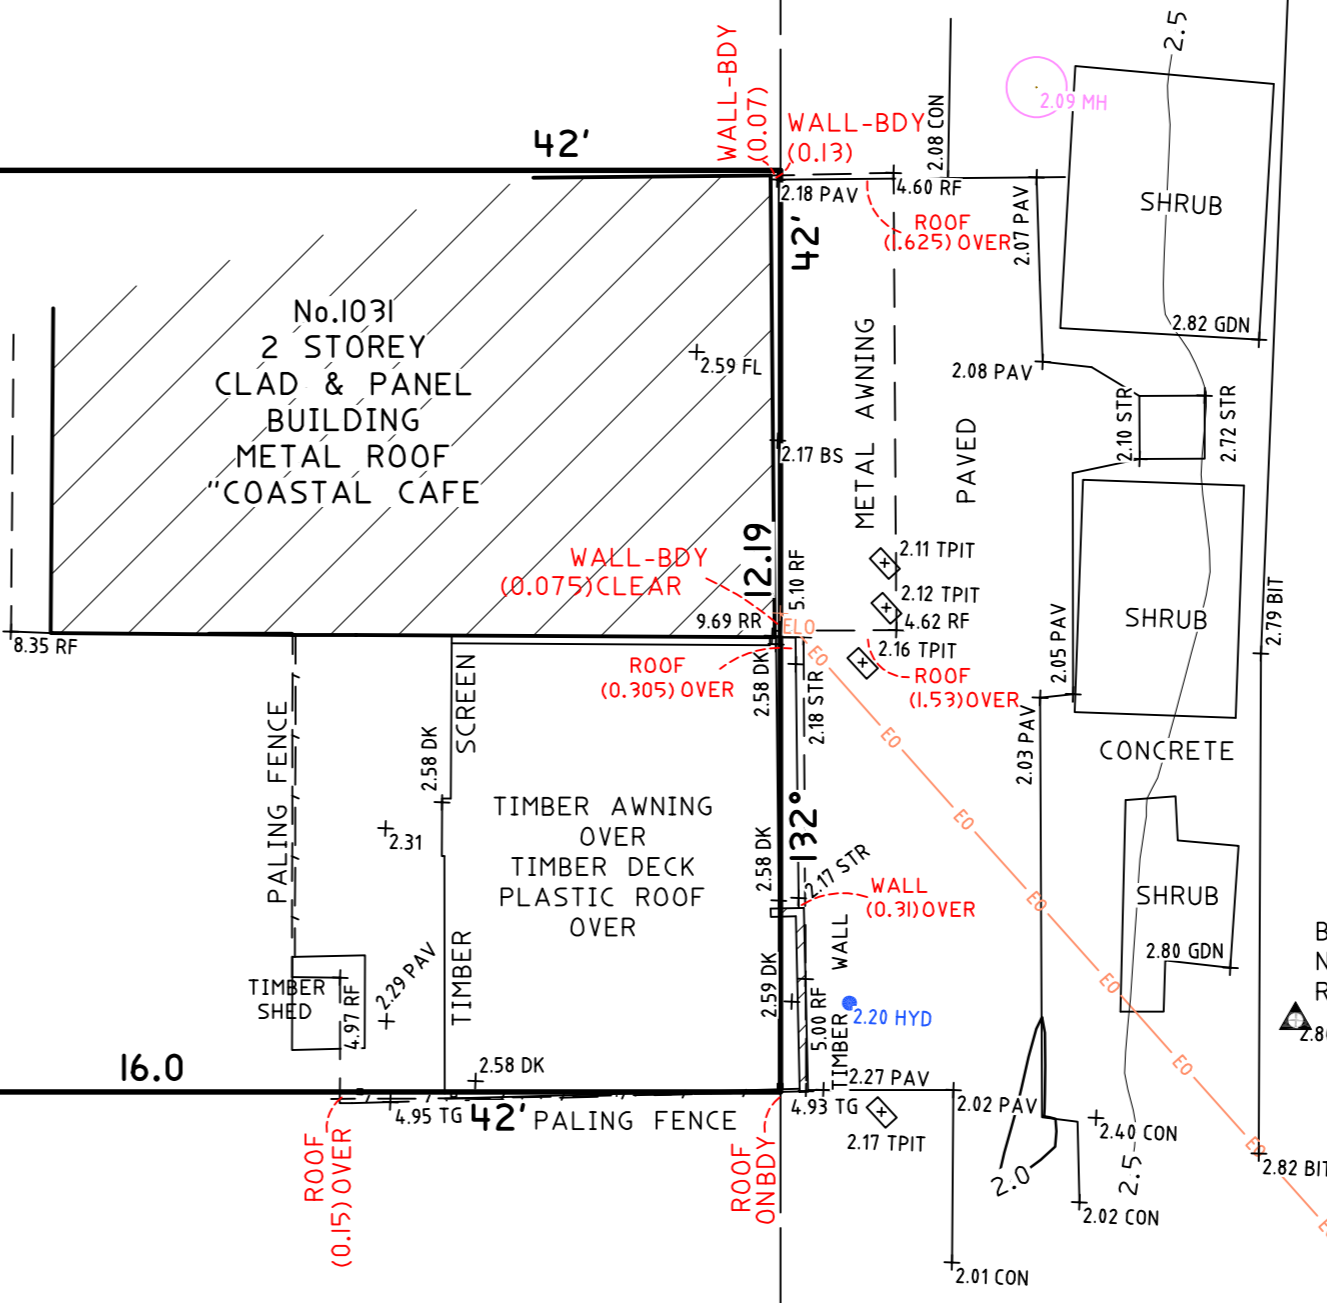 2.5
WALL-BDY
(0.07)
WALL-BDY
(0.13)
2.08 CON
2.09 MH
42'
2.18 PAV
4.60 RF
ROOF
(.625) OVER
2.07 PAV
SHRUB
42'
2.82 GDN
No.1031
2 STOREY
CLAD & PANEL
BUILDING
METAL ROOF
"COASTAL CAFE
2.59 FL
METAL AWNING
PAVED
2.08 PAV
2.10 STR
2.72 STR
2.17 BS
12.19
WALL-BDY
(0.075)CLEAR
5.10 RF
2.11 TPIT
2.12 TPIT
4.62 RF
2.16 TPIT
9.69 RR
ELO
EO
8.35 RF
ROOF
(0.305) OVER
ROOF
(1.53)OVER
2.05 PAV
SHRUB
2.79 BIT
PALING FENCE
SCREEN
2.58 DK
2.58 DK
2.18 STR
EO
2.03 PAV
CONCRETE
2.31
TIMBER AWNING
OVER
TIMBER DECK
PLASTIC ROOF
OVER
2.58 DK
132°
EO
2.17 STR
WALL
(0.31)OVER
EO
SHRUB
2.80 GDN
TIMBER
SHED
4.97 RF
2.29 PAV
TIMBER
2.59 DK
5.00 RF
TIMBER WALL
2.20 HYD
EO
B
N
R
2.8
16.0
2.58 DK
4.95 TG
42'
PALING FENCE
4.93 TG
2.27 PAV
2.17 TPIT
2.02 PAV
EO
2.40 CON
2.0
2.5
EO
2.82 BIT
ROOF
(0.15)OVER
ROOF
ONBDY
2.02 CON
2.01 CON
EO